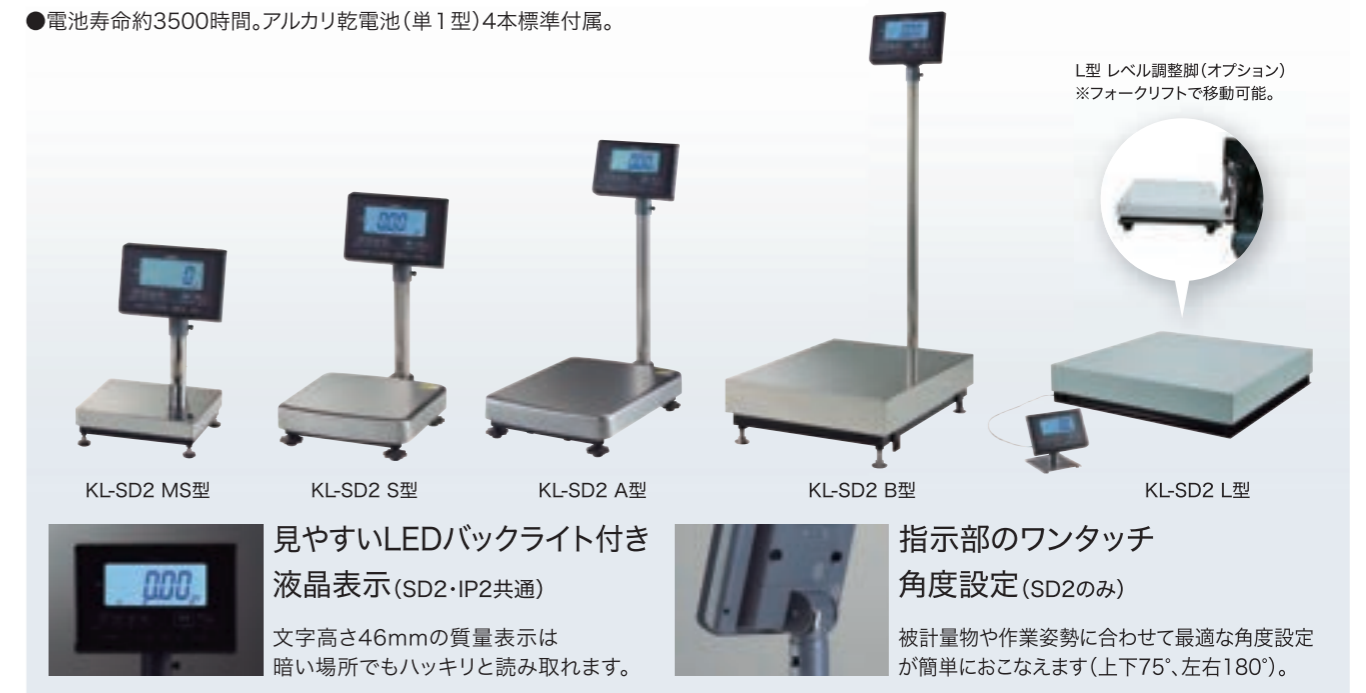 ●電池寿命約3500時間。アルカリ乾電池(単1型)4本標準付属。
L型 レベル調整脚(オプション)
※フォークリフトで移動可能。
0.00
0.00
0
KL-SD2 MS型
KL-SD2 S型
KL-SD2 A型
KL-SD2 B型
KL-SD2 L型
0.00
見やすいLEDバックライト付き
液晶表示(SD2・IP2共通)
文字高さ46mmの質量表示は
暗い場所でもハッキリと読み取れます。
指示部のワンタッチ
角度設定(SD2のみ)
被計量物や作業姿勢に合わせて最適な角度設定
が簡単におこなえます(上下75°、左右180°)。